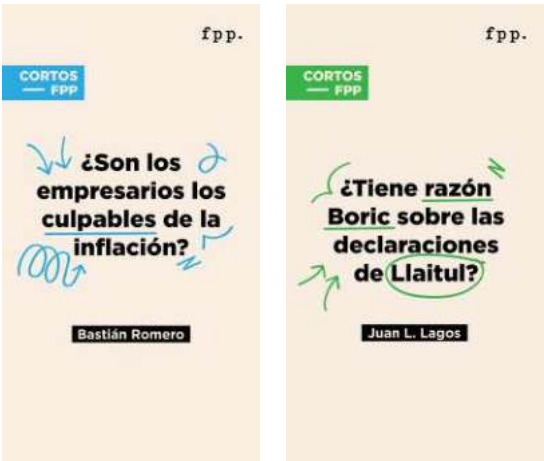 fpp.
CORTOS
— FPP
¿Son los
empresarios los
culpables de la
inflación?
Bastián Romero
fpp.
CORTOS
— FPP
¿Tiene razón
Boric sobre las
declaraciones
de Llaitul?
Juan L. Lagos